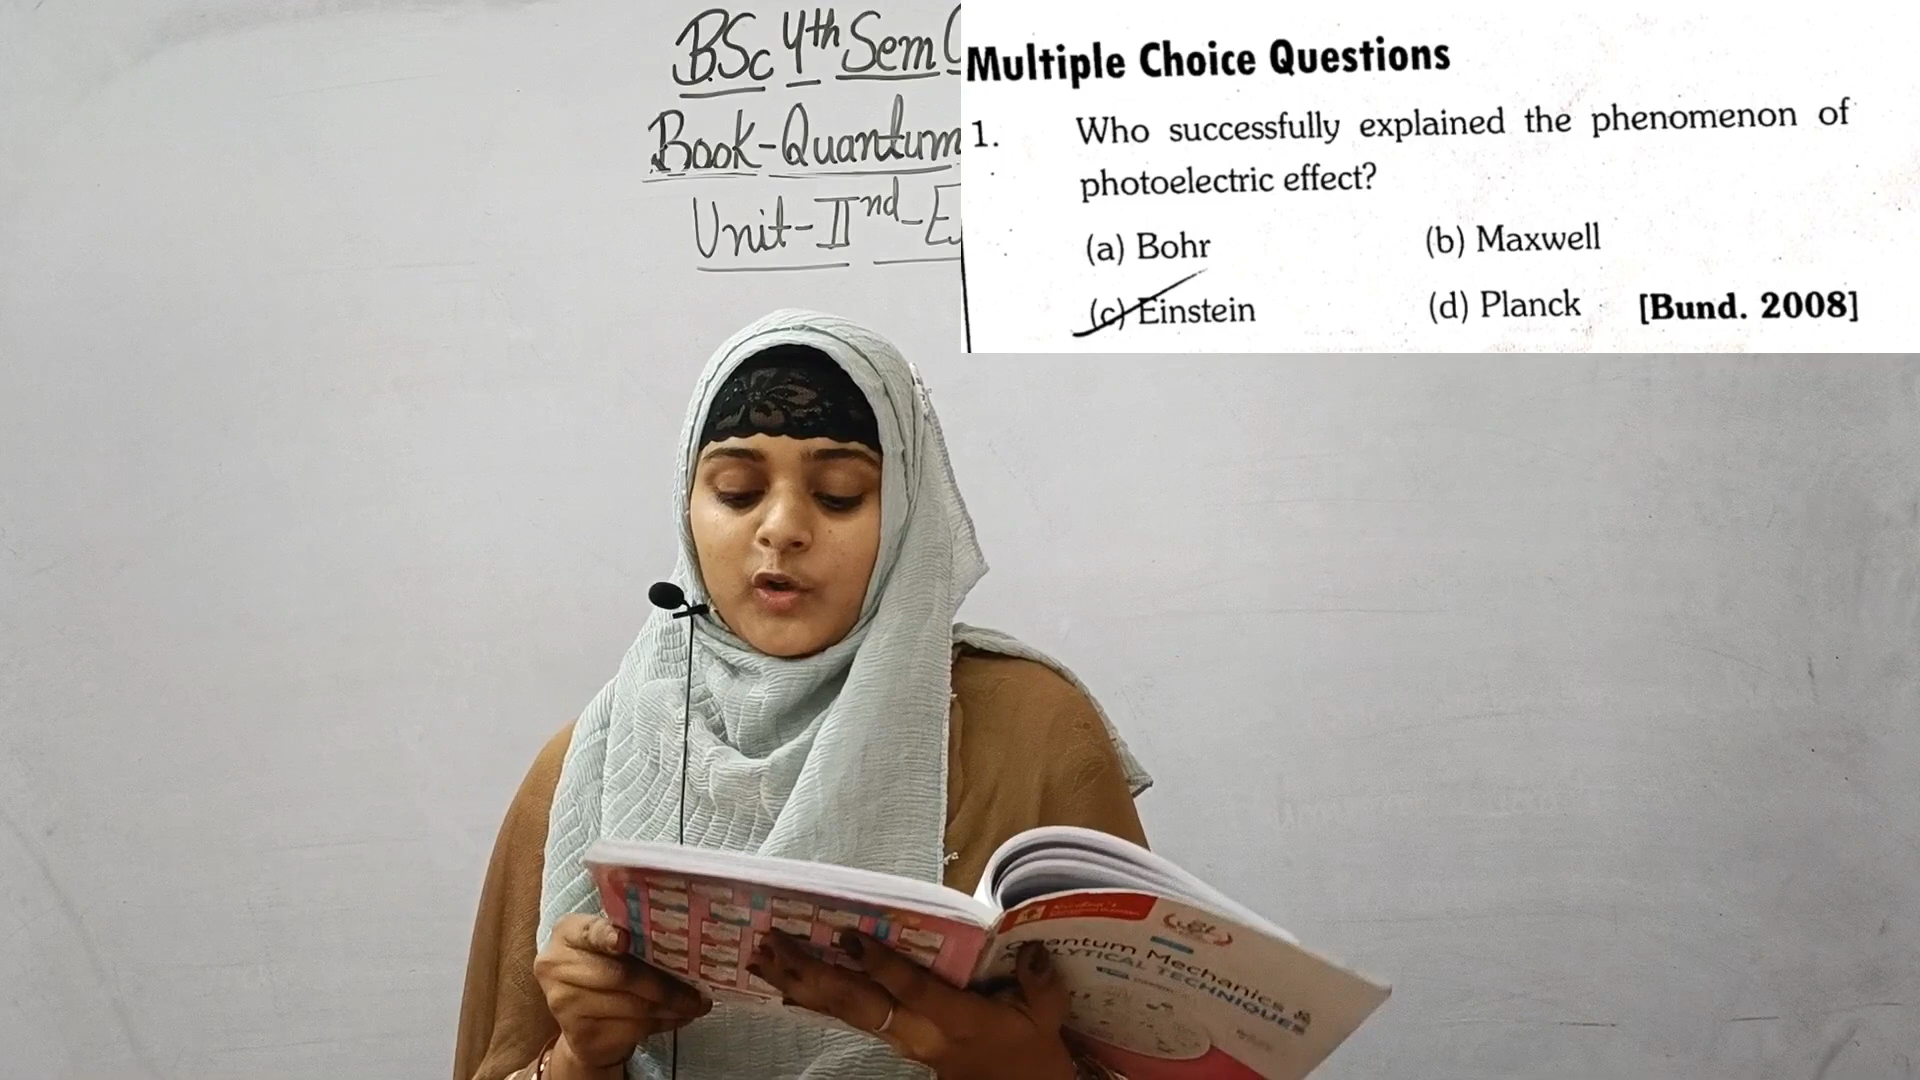 BSc 4th Sem
Book-Quantum
Unit-IInd-
Multiple Choice Questions
1. Who successfully explained the phenomenon of
photoelectric effect?
(a) Bohr (b) Maxwell
(c) Einstein (d) Planck [Bund. 2008]
Quantum Mechanics &
ANALYTICAL TECHNIQUES